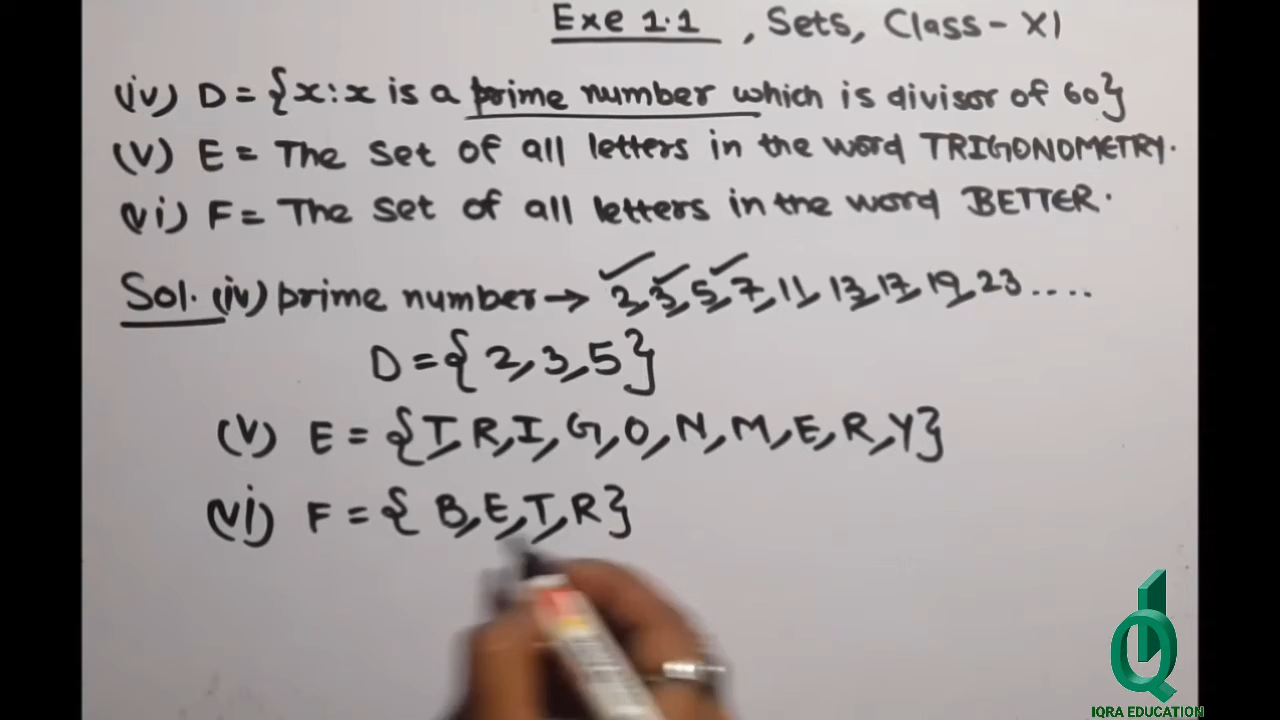 Exe 1.1, Sets, Class-XI
(iv) D = {x:x is a prime number which is divisor of 60}
(v) E = The set of all letters in the word TRIGONOMETRY.
(vi) F = The set of all letters in the word BETTER.
Sol. (iv) prime number → 2, 3, 5, 7, 11, 13, 17, 19, 23 ....
D = {2, 3, 5}
(v) E = {T, R, I, G, O, N, M, E, R, Y}
(vi) F = { B, E, T, R}
IQRA EDUCATION